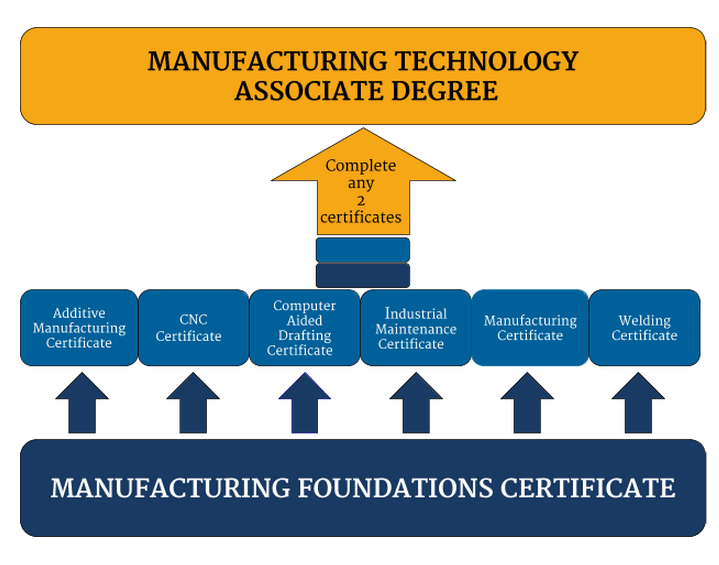 MANUFACTURING TECHNOLOGY
ASSOCIATE DEGREE
Complete
any
2
certificates
Additive
Manufacturing
Certificate
CNC
Certificate
Computer
Aided
Drafting
Certificate
Industrial
Maintenance
Certificate
Manufacturing
Certificate
Welding
Certificate
MANUFACTURING FOUNDATIONS CERTIFICATE